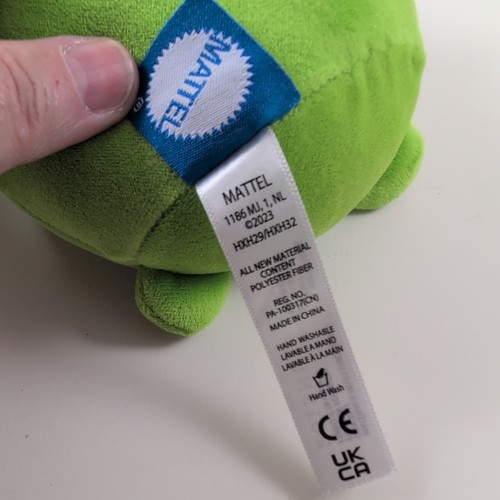 MATTEL
®
MATTEL
1186 MJ, 1, NL
©2023
HXH29/HXH32
ALL NEW MATERIAL
CONTENT
POLYESTER FIBER
REG. NO.
PA-100317(CN)
MADE IN CHINA
HAND WASHABLE
LAVABLE A MANO
LAVABLE À LA MAIN
Hand Wash
CE
UK
CA